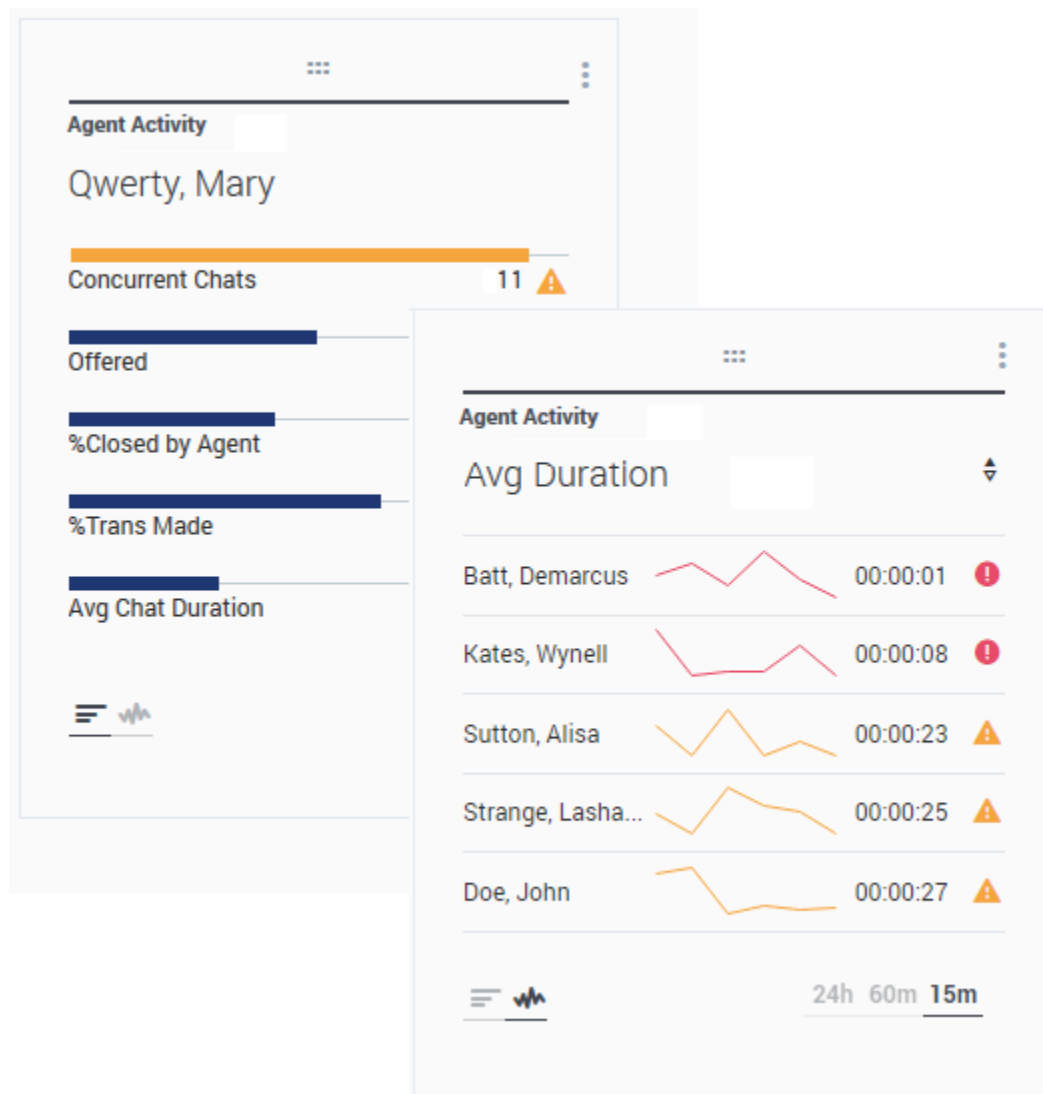 Agent Activity
Qwerty, Mary
Concurrent Chats 11
Offered
%Closed by Agent
%Trans Made
Avg Chat Duration
Agent Activity
Avg Duration
Batt, Demarcus 00:00:01
Kates, Wynell 00:00:08
Sutton, Alisa 00:00:23
Strange, Lasha... 00:00:25
Doe, John 00:00:27
24h 60m 15m